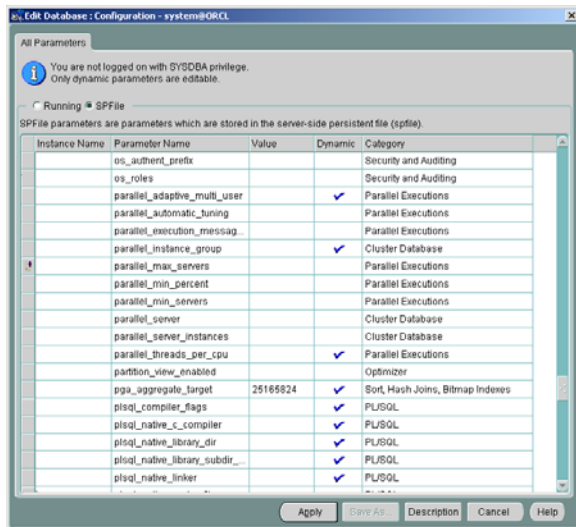 Edit Database : Configuration - system@ORCL
All Parameters
You are not logged on with SYSDBA privilege.
Only dynamic parameters are editable.
Running SPFile
SPFile parameters are parameters which are stored in the server-side persistent file (spfile).
Instance Name Parameter Name Value Dynamic Category
os_authent_prefix Security and Auditing
os_roles Security and Auditing
parallel_adaptive_multi_user Parallel Executions
parallel_automatic_tuning Parallel Executions
parallel_execution_messag... Parallel Executions
parallel_instance_group Cluster Database
parallel_max_servers Parallel Executions
parallel_min_percent Parallel Executions
parallel_min_servers Parallel Executions
parallel_server Cluster Database
parallel_server_instances Cluster Database
parallel_threads_per_cpu Parallel Executions
partition_view_enabled Optimizer
pga_aggregate_target 25165824 Sort, Hash Joins, Bitmap Indexes
plsql_compiler_flags PL/SQL
plsql_native_c_compiler PL/SQL
plsql_native_library_dir PL/SQL
plsql_native_library_subdir_... PL/SQL
plsql_native_linker PL/SQL
Apply Save As... Description Cancel Help